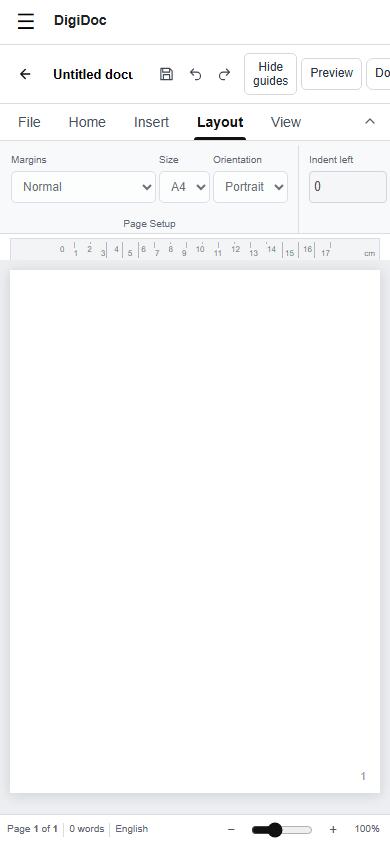 DigiDoc
Untitled docu
Hide guides
Preview
Do
File Home Insert Layout View
Margins Size Orientation Indent left
Normal A4 Portrait 0
Page Setup
0 1 2 3 4 5 6 7 8 9 10 11 12 13 14 15 16 17 cm
1
Page 1 of 1 0 words English − + 100%